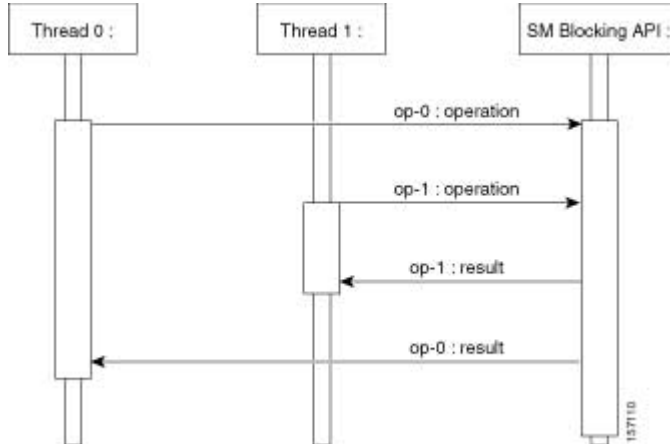 Thread 0 :
Thread 1 :
SM Blocking API :
op-0 : operation
op-1 : operation
op-1 : result
op-0 : result
157110